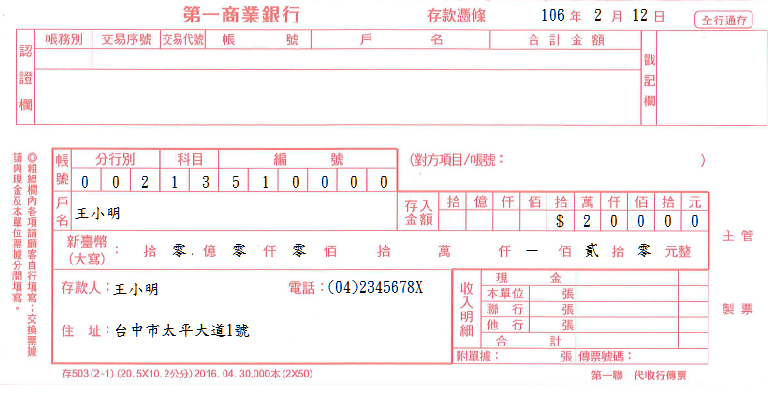 第一商業銀行 存款憑條 106 年 2 月 12 日 全行通存
認證欄 帳務別 交易序號 交易代號 帳 號 戶 名 合計金額 戳記欄
◎粗線欄內各項請顧客自行填寫；交換票據
請與現金及本單位票據分開填寫。
帳號 分行別 科目 編 號 (對方項目/帳號： )
0 0 2 1 3 5 1 0 0 0 0
戶名 王小明 存入金額 拾 億 仟 佰 拾 萬 仟 佰 拾 元
$ 2 0 0 0 0
新臺幣(大寫)： 拾 零 億 零 仟 零 佰 拾 萬 仟 一 佰 貳 拾 零 元整
主管
製票
存款人：王小明 電話：(04)2345678X
住 址：台中市太平大道1號
收入明細 現 金
本單位 張
聯 行 張
他 行 張
合 計
附單據： 張 傳票號碼：
存503(2-1) (20.5X10.2公分) 2016. 04. 30,000本(2X50) 第一聯 代收行傳票